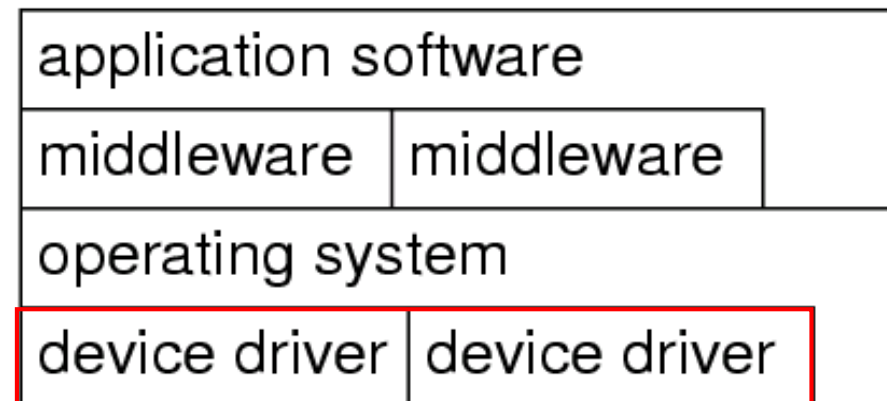 application software
middleware middleware
operating system
device driver device driver